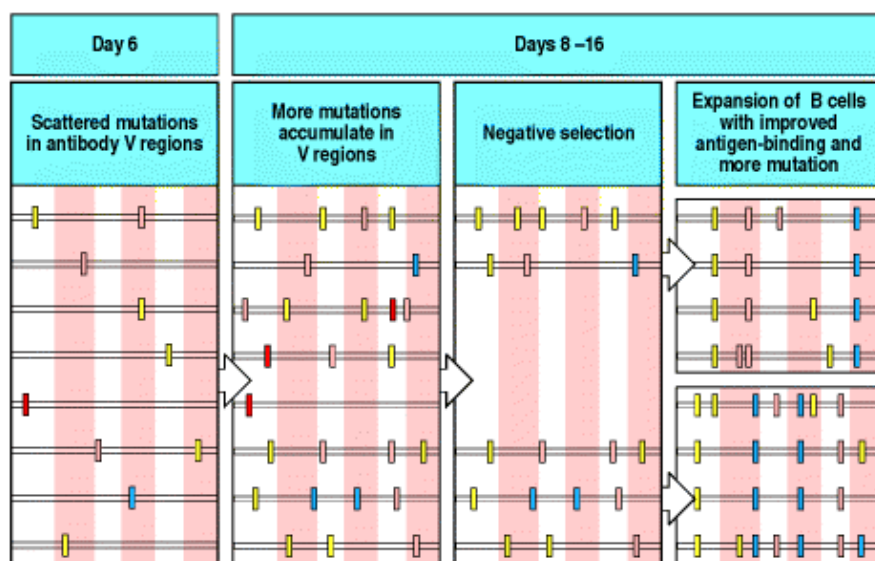 Day 6
Days 8 –16
Scattered mutations
in antibody V regions
More mutations
accumulate in
V regions
Negative selection
Expansion of B cells
with improved
antigen-binding and
more mutation